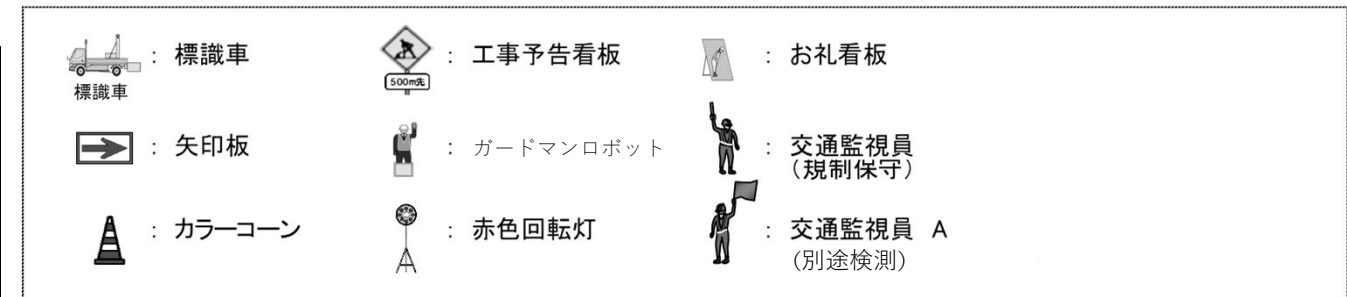 : 標識車
標識車
: 工事予告看板
500m先
: お礼看板
: 矢印板
: ガードマンロボット
: 交通監視員
(規制保守)
: カラーコーン
: 赤色回転灯
: 交通監視員 A
(別途検測)